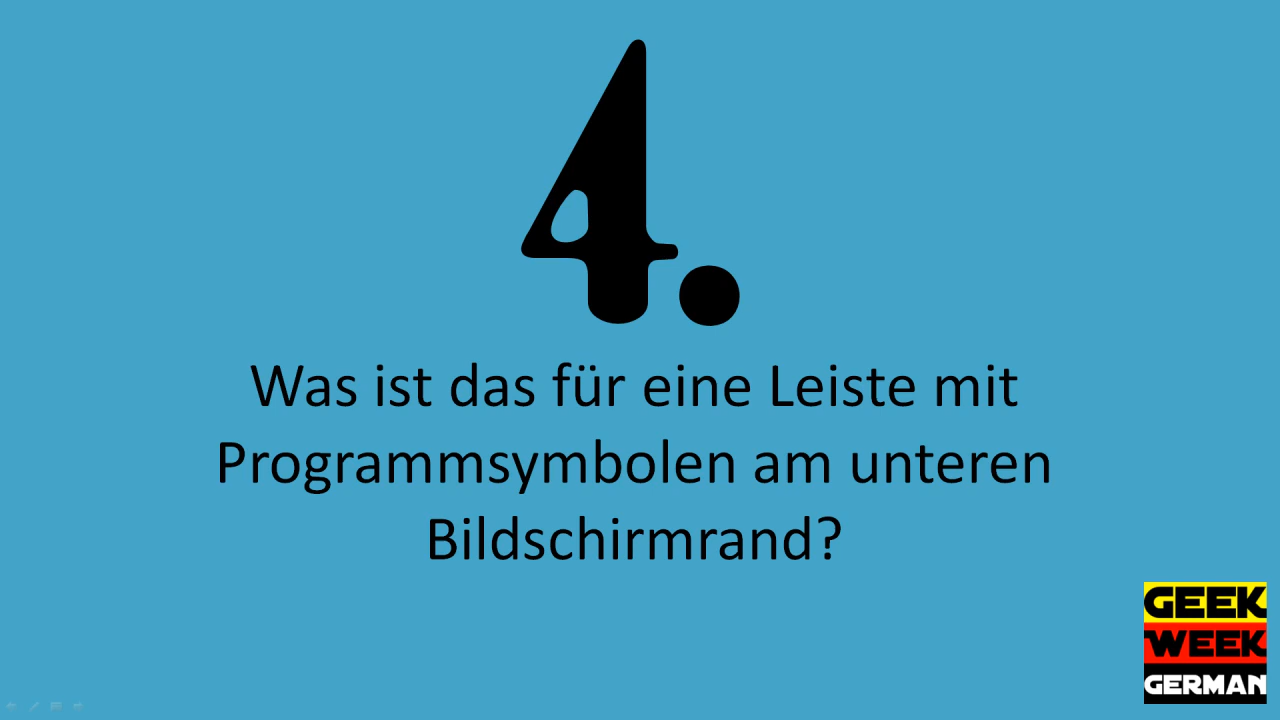 4.
Was ist das für eine Leiste mit
Programmsymbolen am unteren
Bildschirmrand?
GEEK
WEEK
GERMAN